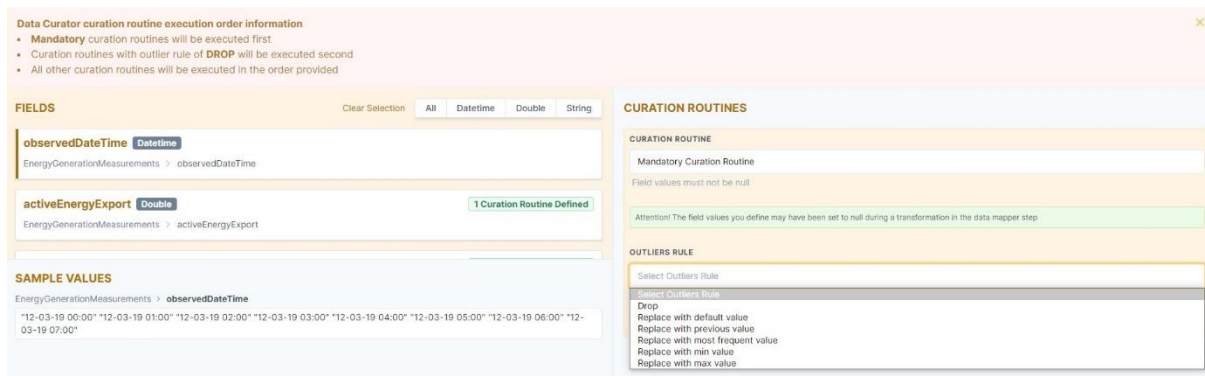 Data Curator curation routine execution order information
• Mandatory curation routines will be executed first
• Curation routines with outlier rule of DROP will be executed second
• All other curation routines will be executed in the order provided
FIELDS
Clear Selection All Datetime Double String
observedDateTime Datetime
EnergyGenerationMeasurements > observedDateTime
activeEnergyExport Double
1 Curation Routine Defined
EnergyGenerationMeasurements > activeEnergyExport
SAMPLE VALUES
EnergyGenerationMeasurements > observedDateTime
"12-03-19 00:00" "12-03-19 01:00" "12-03-19 02:00" "12-03-19 03:00" "12-03-19 04:00" "12-03-19 05:00" "12-03-19 06:00" "12-
03-19 07:00"
CURATION ROUTINES
CURATION ROUTINE
Mandatory Curation Routine
Field values must not be null
Attention! The field values you define may have been set to null during a transformation in the data mapper step
OUTLIERS RULE
Select Outliers Rule
Select Outliers Rule
Drop
Replace with default value
Replace with previous value
Replace with most frequent value
Replace with min value
Replace with max value